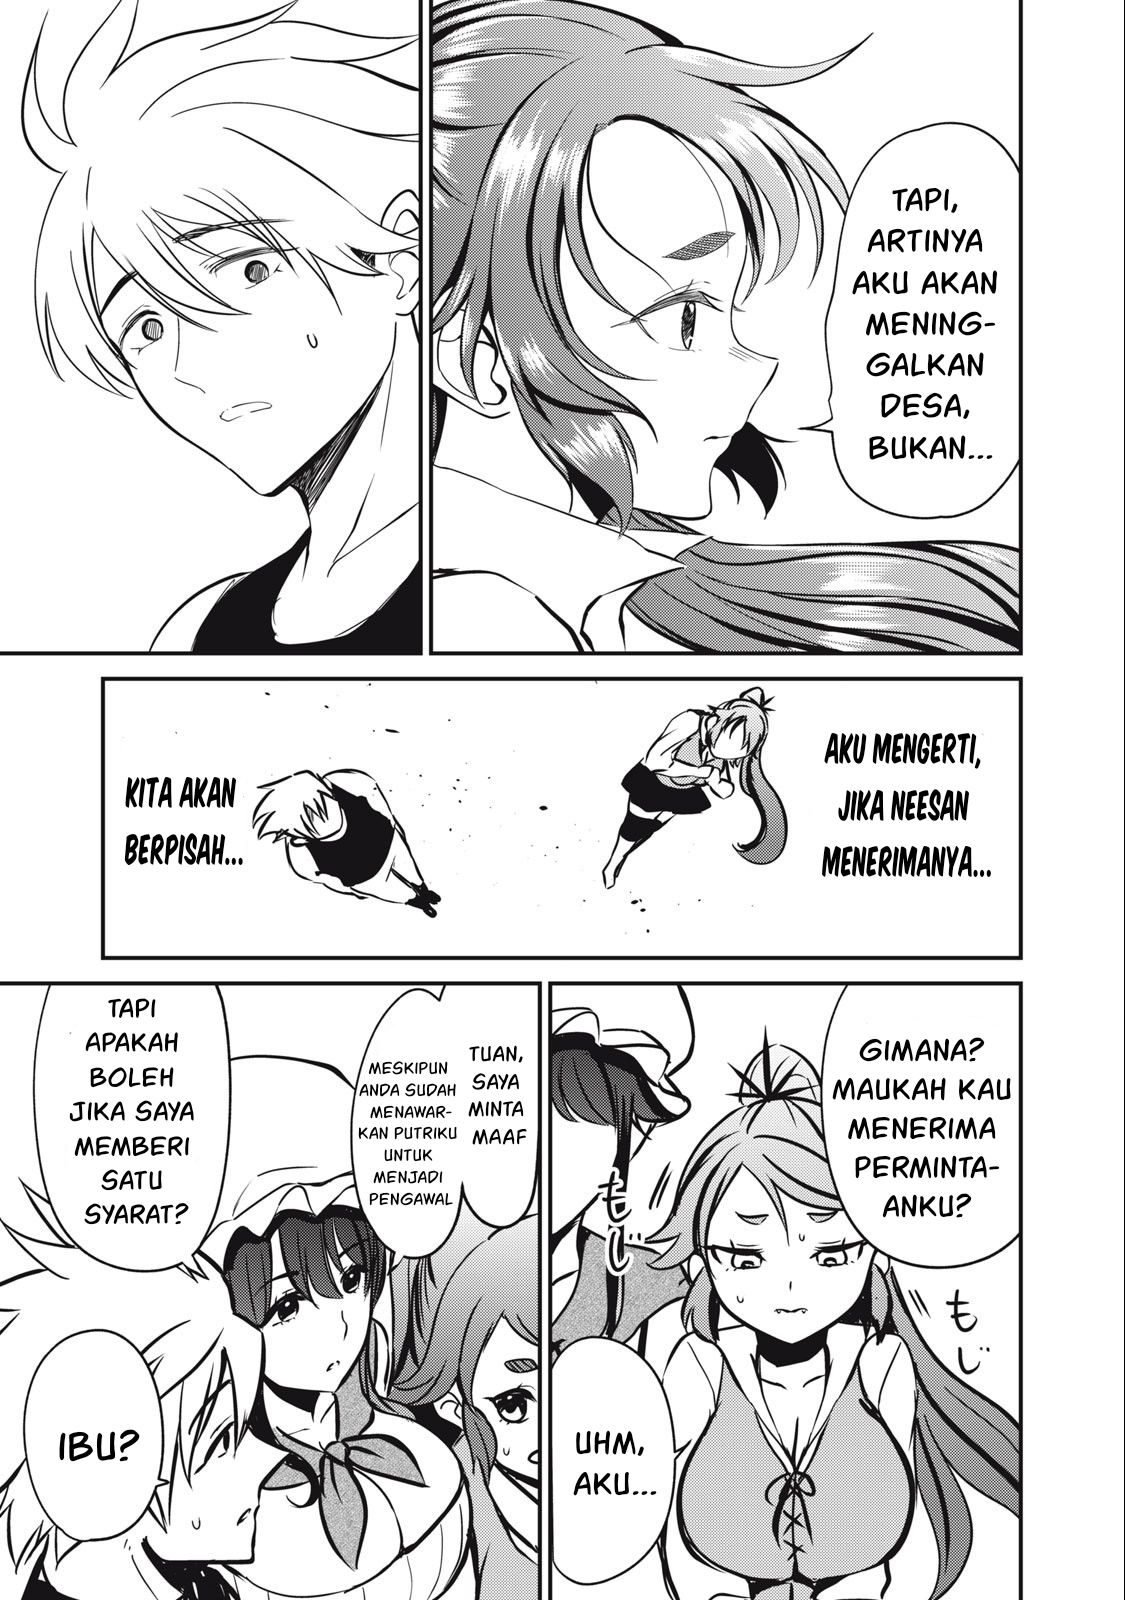 TAPI,
ARTINYA
AKU AKAN
MENING-
GALKAN
DESA,
BUKAN...
AKU MENGERTI,
JIKA NEESAN
MENERIMANYA...
KITA AKAN
BERPISAH...
GIMANA?
MAUKAH KAU
MENERIMA
PERMINTA-
ANKU?
もじ
もじ
UHM,
AKU...
TUAN,
SAYA
MINTA
MAAF
MESKIPUN
ANDA SUDAH
MENAWAR-
KAN PUTRIKU
UNTUK
MENJADI
PENGAWAL
TAPI
APAKAH
BOLEH
JIKA SAYA
MEMBERI
SATU
SYARAT?
IBU?